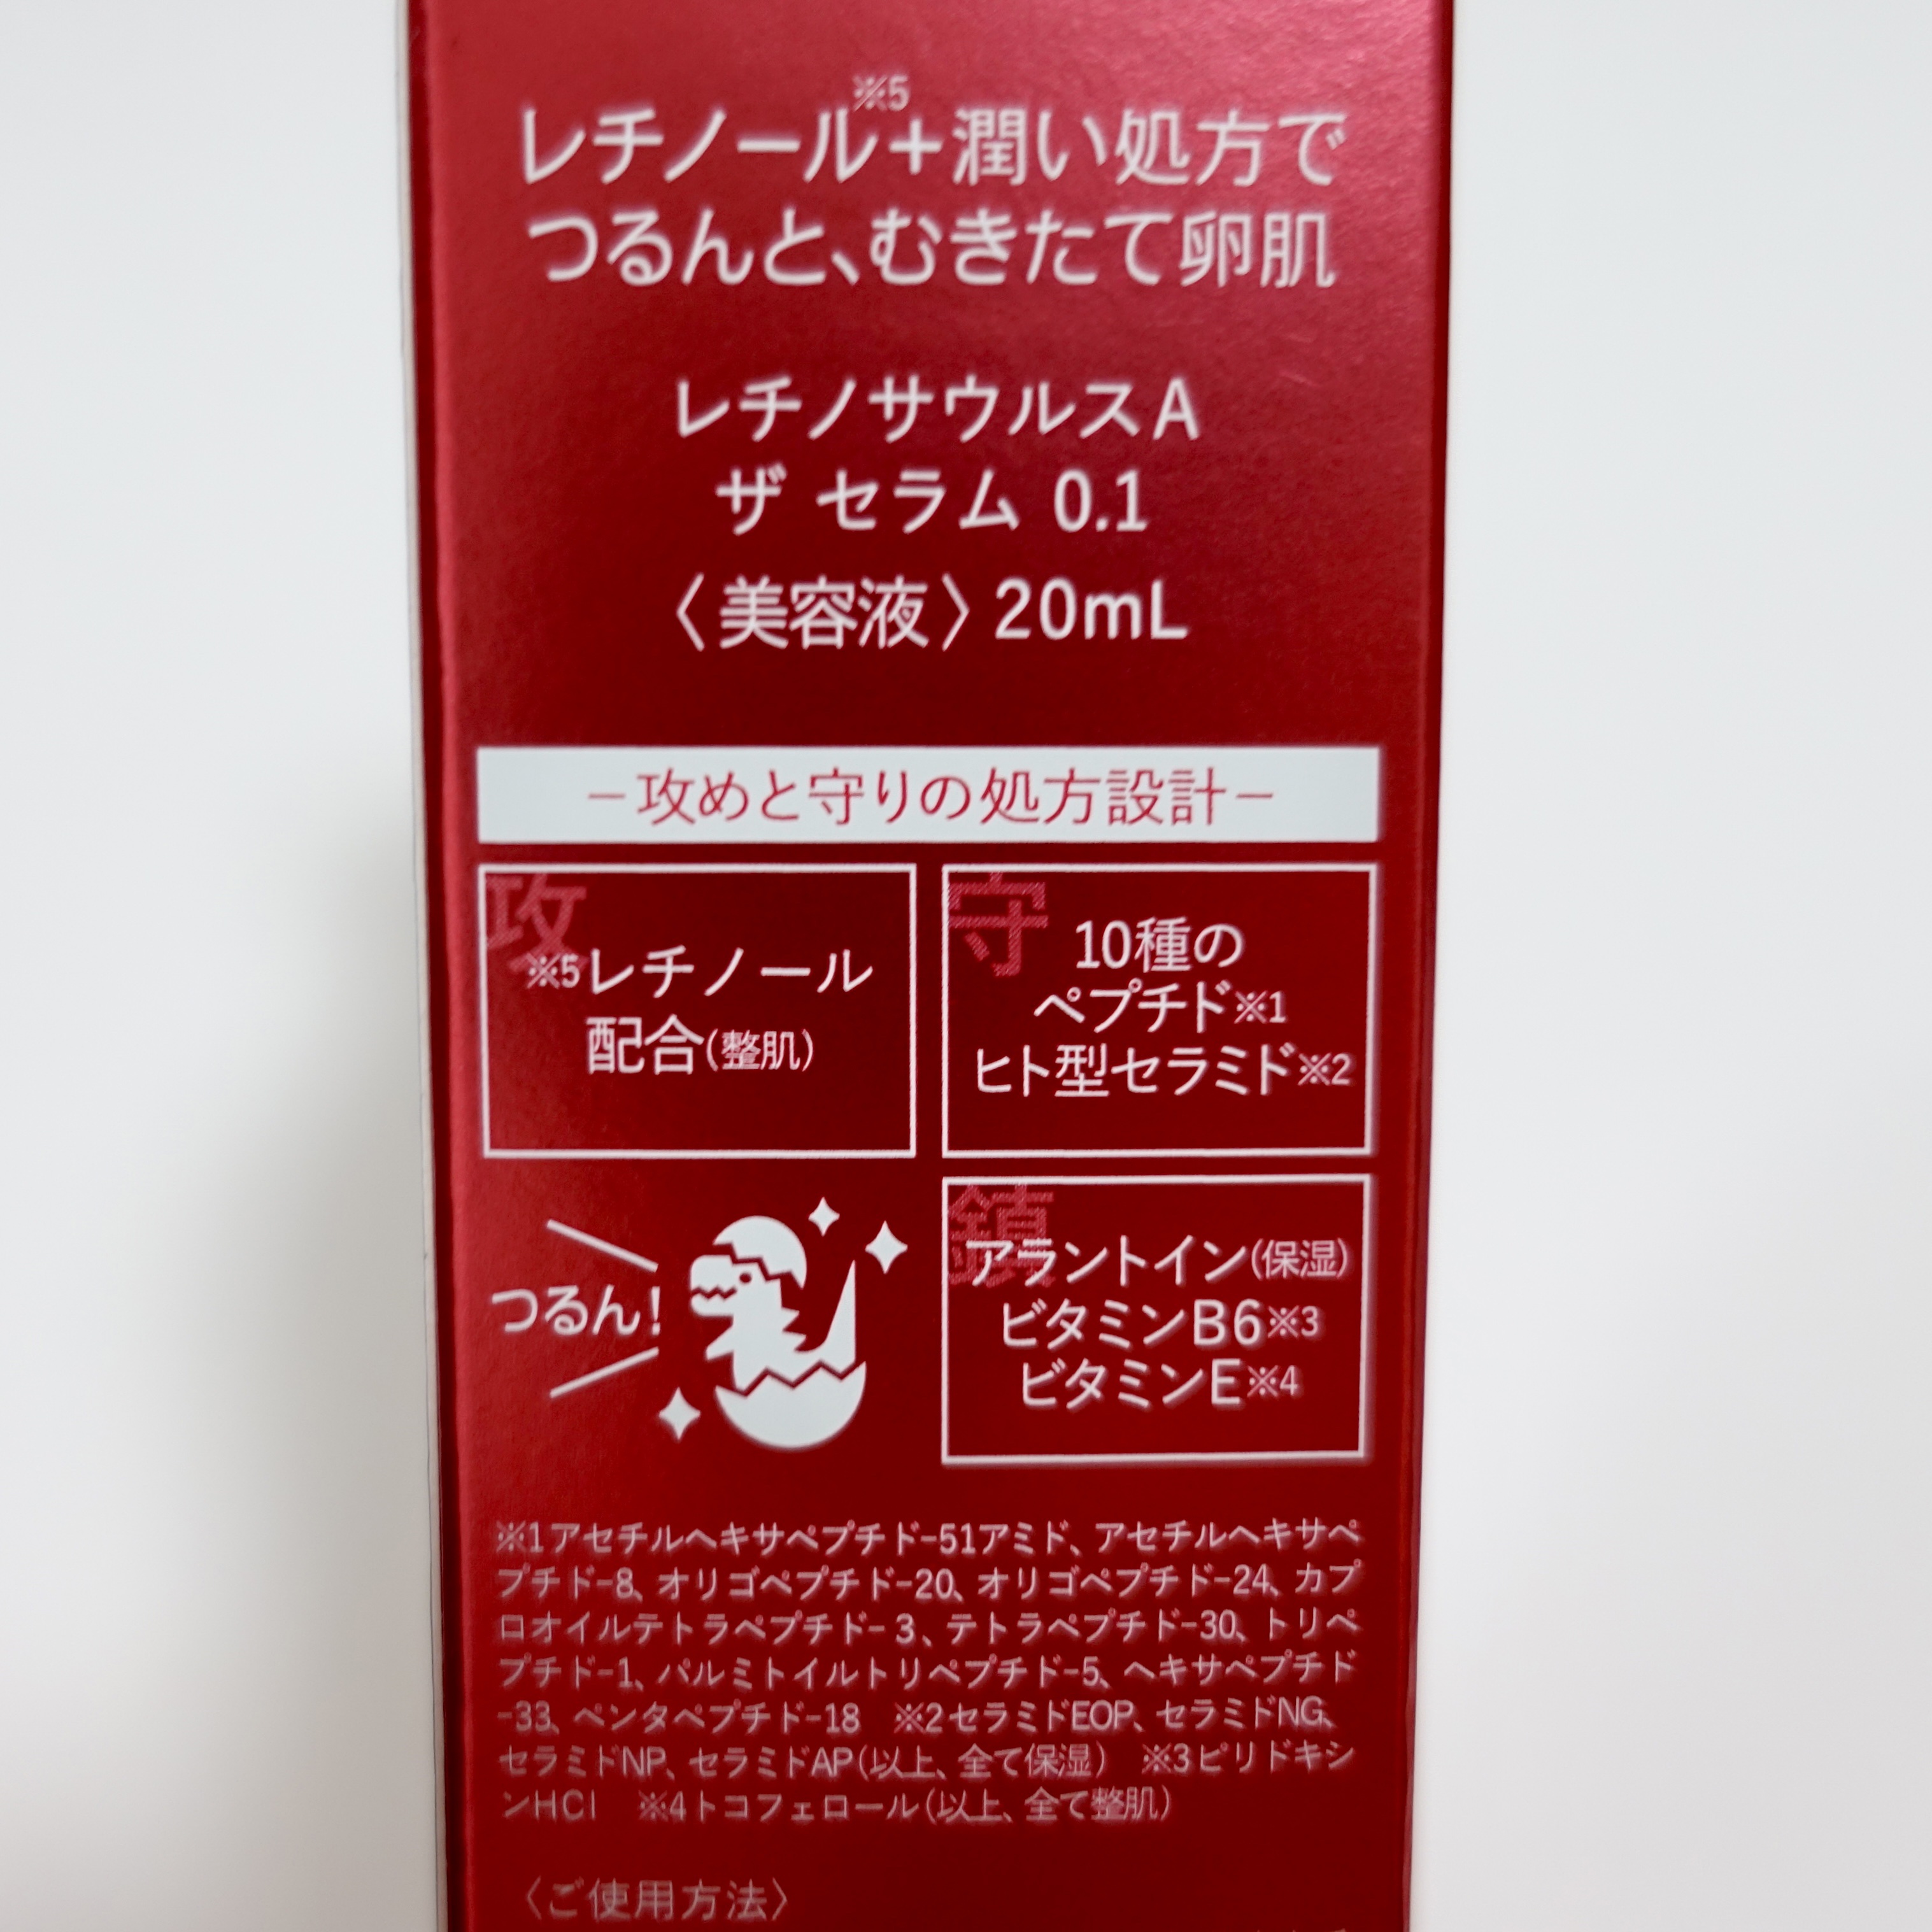 レチノール※5+潤い処方で
つるんと、むきたて卵肌
レチノサウルスA
ザ セラム 0.1
〈美容液〉20mL
−攻めと守りの処方設計−
攻
※5レチノール
配合(整肌)
守
10種の
ペプチド※1
ヒト型セラミド※2
つるん!
鎮
アラントイン(保湿)
ビタミンB6※3
ビタミンE※4
※1アセチルヘキサペプチド-51アミド、アセチルヘキサペ
プチド-8、オリゴペプチド-20、オリゴペプチド-24、カプ
ロオイルテトラペプチド-3、テトラペプチド-30、トリペ
プチド-1、パルミトイルトリペプチド-5、ヘキサペプチド
-33、ペンタペプチド-18 ※2セラミドEOP、セラミドNG、
セラミドNP、セラミドAP(以上、全て保湿) ※3ピリドキシ
ンHCl ※4トコフェロール(以上、全て整肌)
〈ご使用方法〉